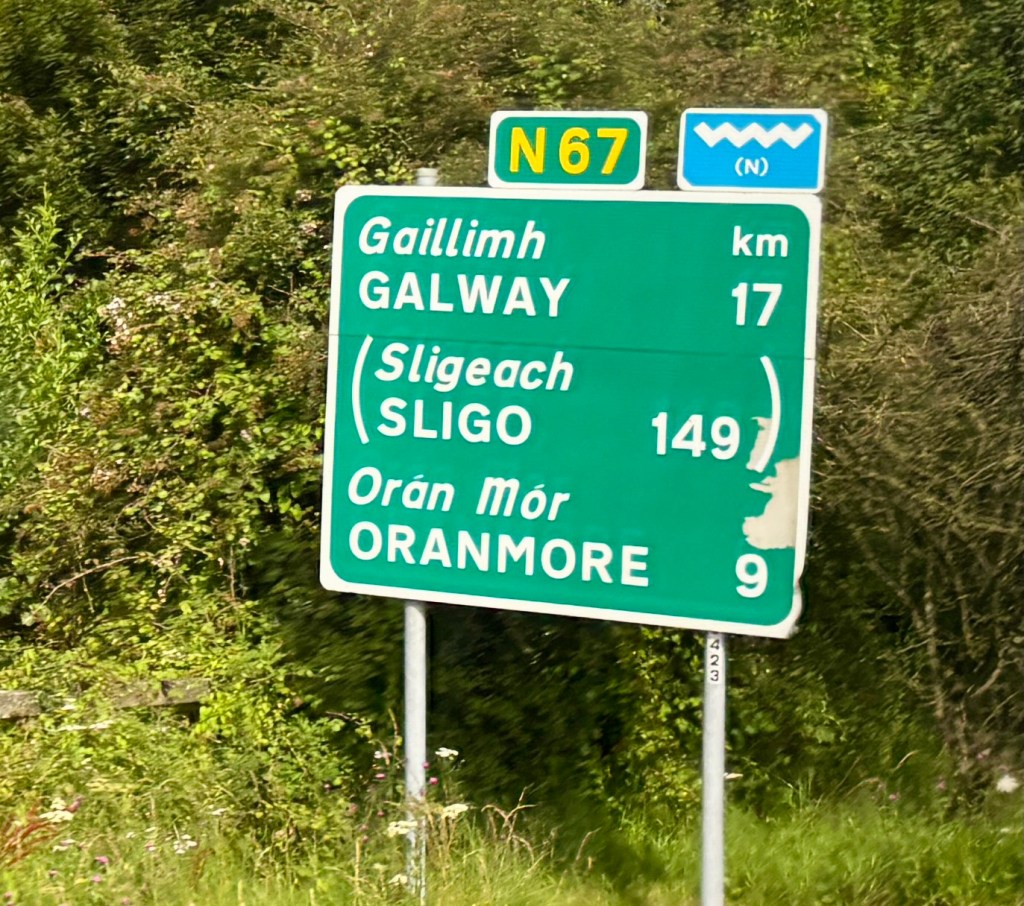 N67
(N)
Gaillimh km
GALWAY 17
(Sligeach
SLIGO 149)
Orán Mór
ORANMORE 9
423